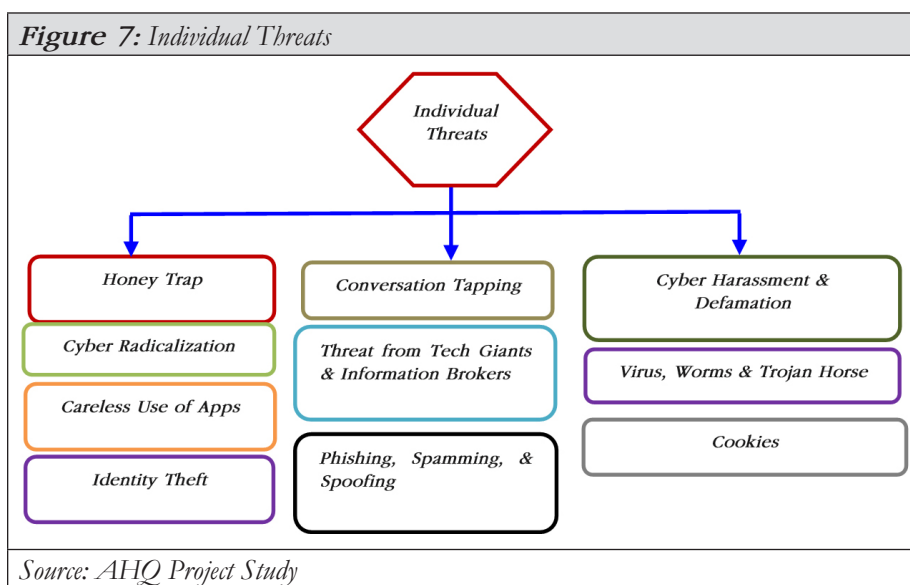 Figure 7: Individual Threats
Individual
Threats
Honey Trap
Cyber Radicalization
Careless Use of Apps
Identity Theft
Conversation Tapping
Threat from Tech Giants
& Information Brokers
Phishing, Spamming, &
Spoofing
Cyber Harassment &
Defamation
Virus, Worms & Trojan Horse
Cookies
Source: AHQ Project Study